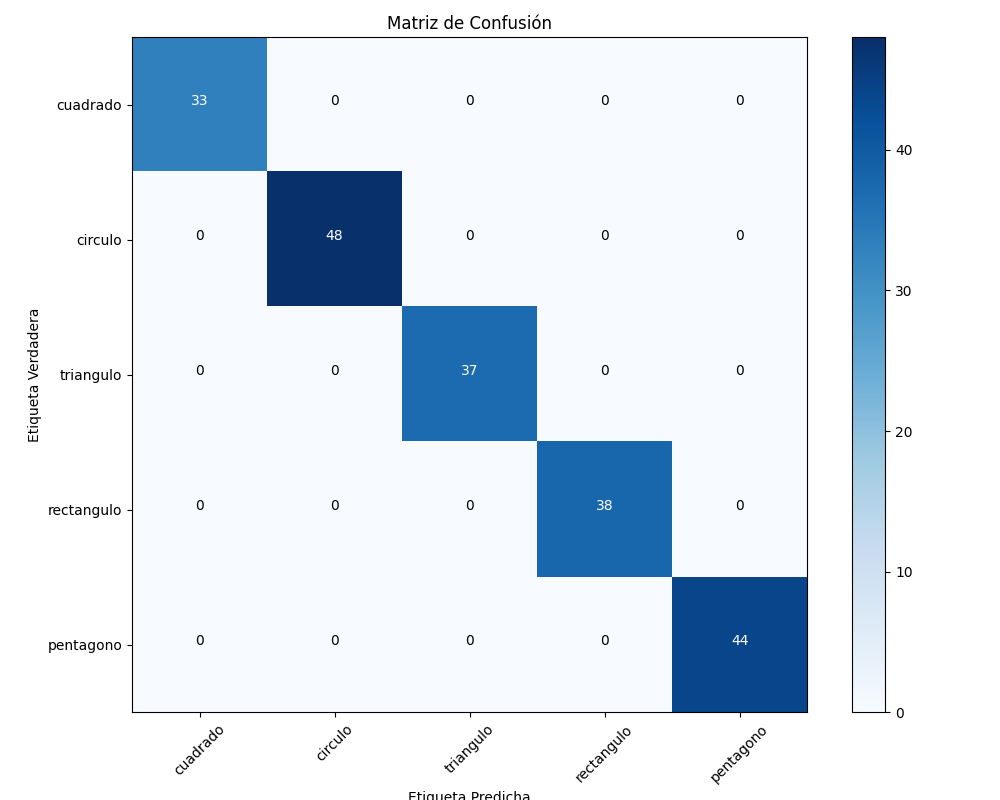 Matriz de Confusión
Etiqueta Verdadera
cuadrado 33 0 0 0 0
circulo 0 48 0 0 0
triangulo 0 0 37 0 0
rectangulo 0 0 0 38 0
pentagono 0 0 0 0 44
cuadrado circulo triangulo rectangulo pentagono
Etiqueta Predicha
40
30
20
10
0